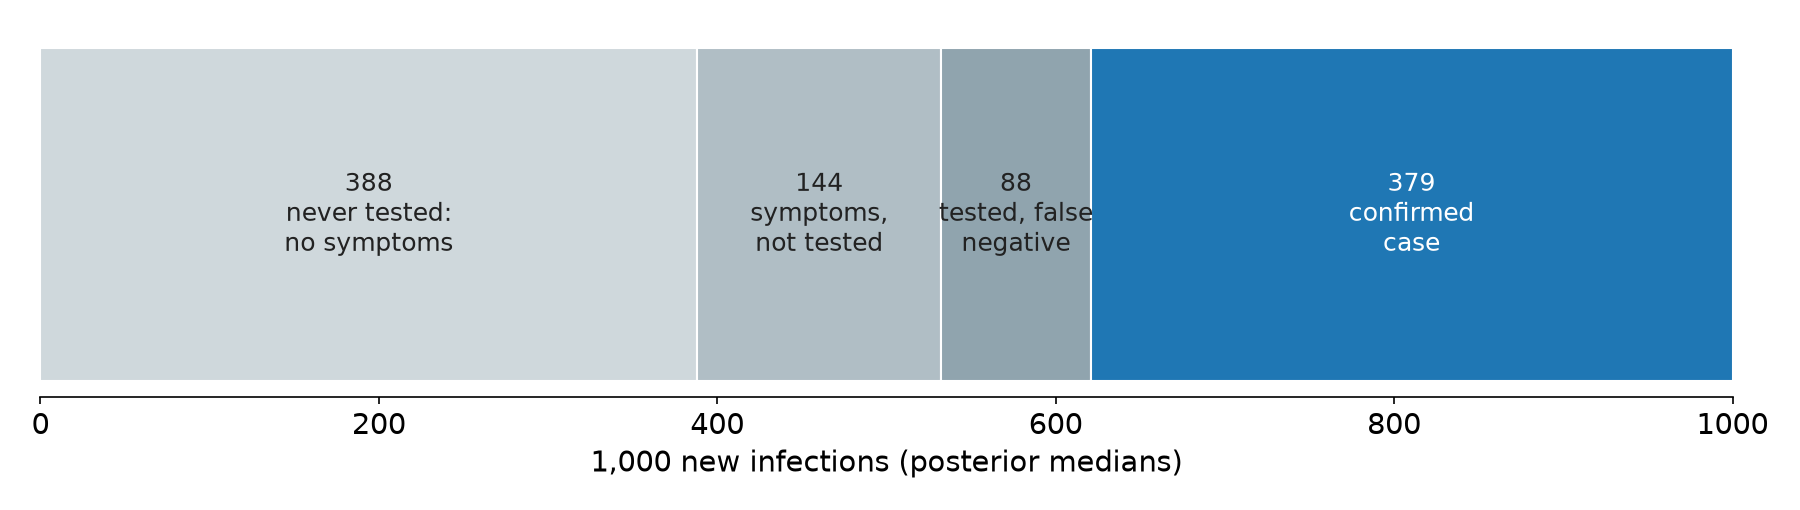 388
never tested:
no symptoms
144
symptoms,
not tested
88
tested, false
negative
379
confirmed
case
0 200 400 600 800 1000
1,000 new infections (posterior medians)